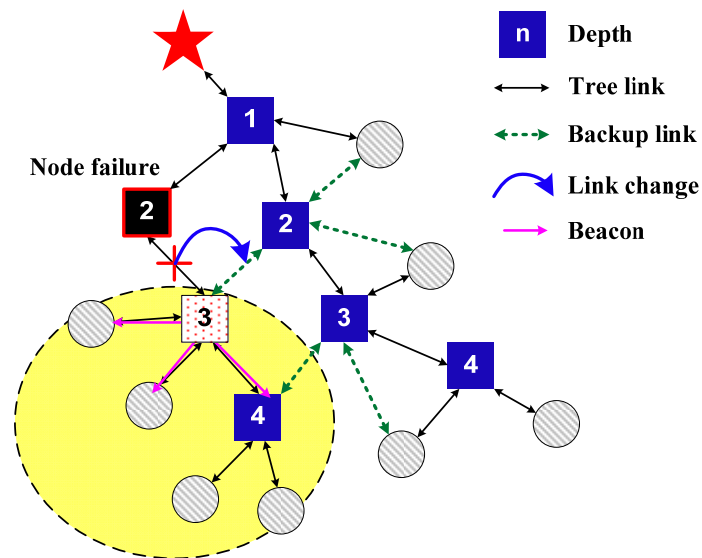 n Depth
Tree link
Backup link
Link change
Beacon
1
Node failure
2
2
3
3
4
4